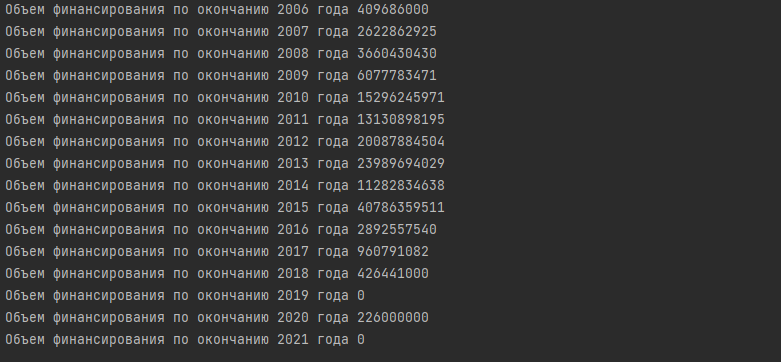 Объем финансирования по окончанию 2006 года 409686000
Объем финансирования по окончанию 2007 года 2622862925
Объем финансирования по окончанию 2008 года 3660430430
Объем финансирования по окончанию 2009 года 6077783471
Объем финансирования по окончанию 2010 года 15296245971
Объем финансирования по окончанию 2011 года 13130898195
Объем финансирования по окончанию 2012 года 20087884504
Объем финансирования по окончанию 2013 года 23989694029
Объем финансирования по окончанию 2014 года 11282834638
Объем финансирования по окончанию 2015 года 40786359511
Объем финансирования по окончанию 2016 года 2892557540
Объем финансирования по окончанию 2017 года 960791082
Объем финансирования по окончанию 2018 года 426441000
Объем финансирования по окончанию 2019 года 0
Объем финансирования по окончанию 2020 года 226000000
Объем финансирования по окончанию 2021 года 0